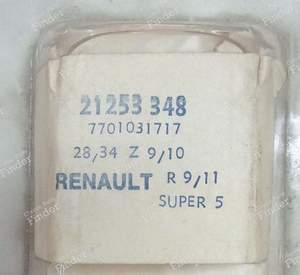 21253 348
7701031717
28,34 Z 9/10
RENAULT R 9/11
SUPER 5